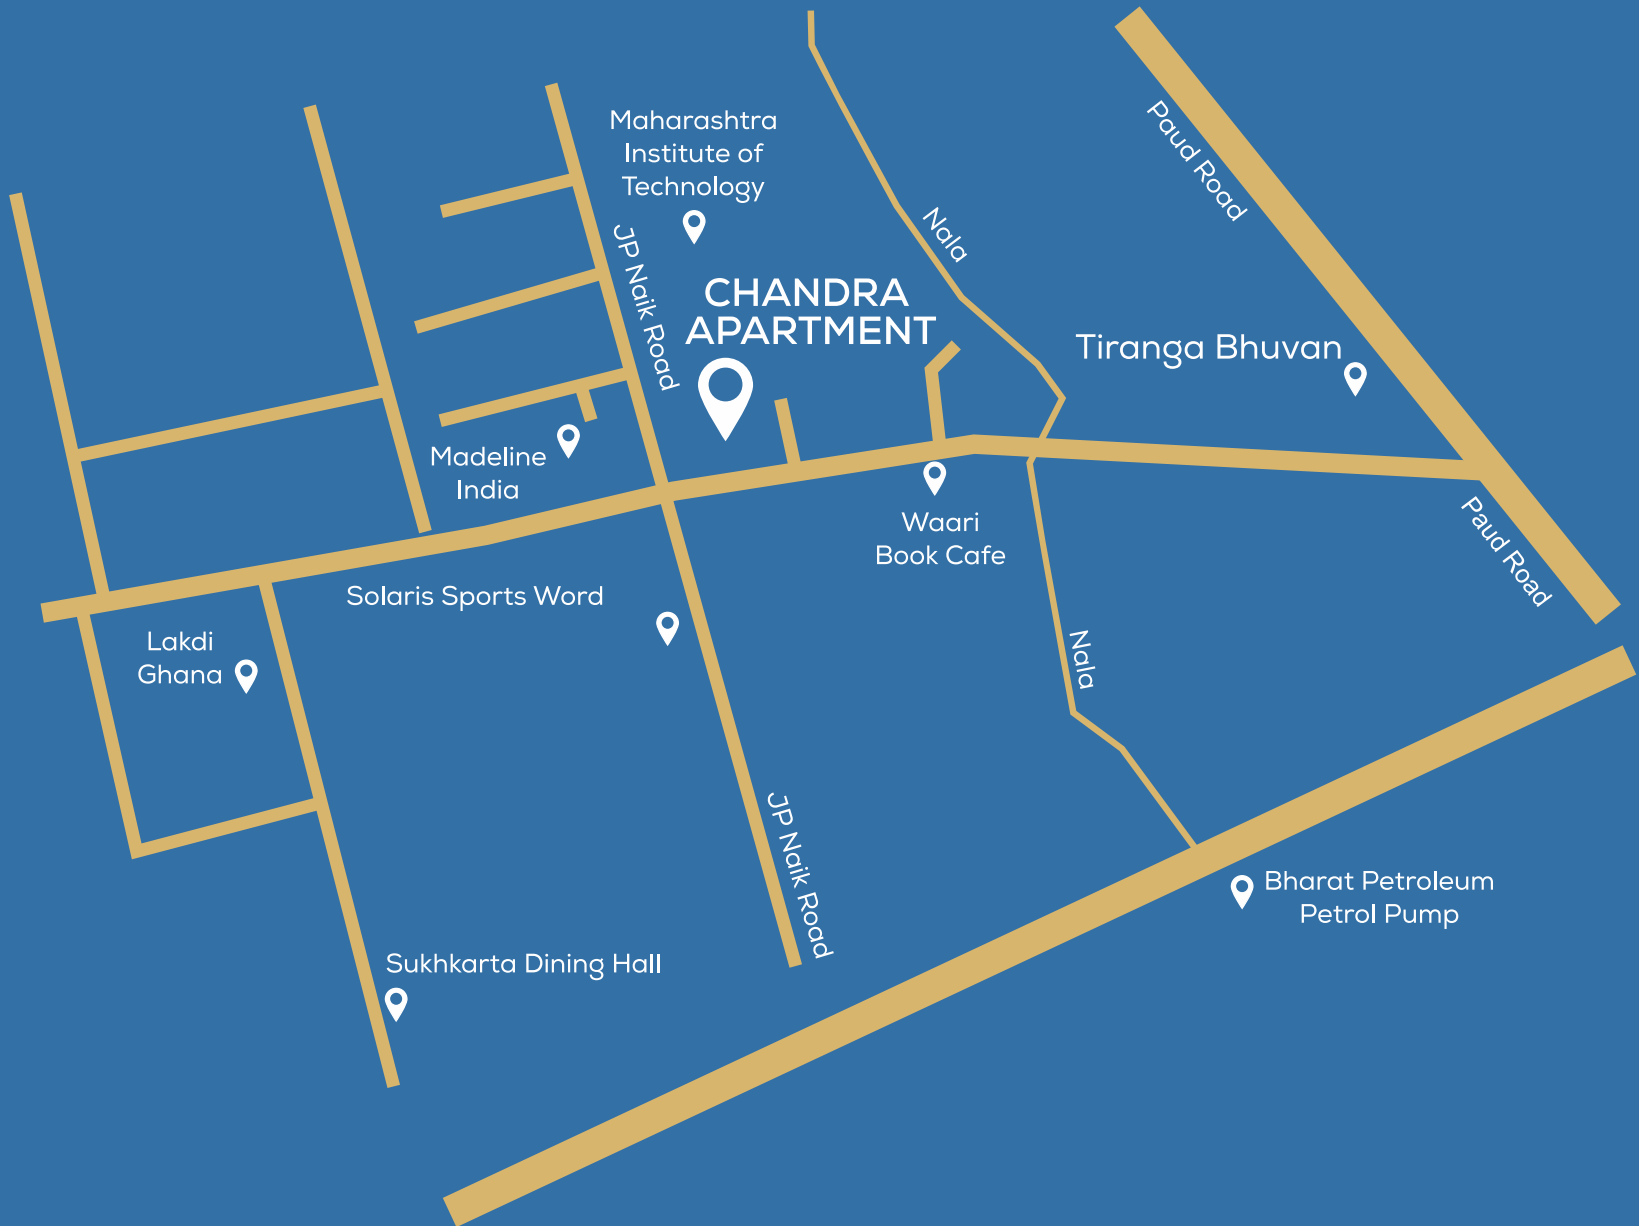 Maharashtra
Institute of
Technology
Paud Road
Nala
JP Naik Road
CHANDRA
APARTMENT
Tiranga Bhuvan
Madeline
India
Waari
Book Cafe
Paud Road
Solaris Sports Word
Lakdi
Ghana
Nala
JP Naik Road
Bharat Petroleum
Petrol Pump
Sukhkarta Dining Hall